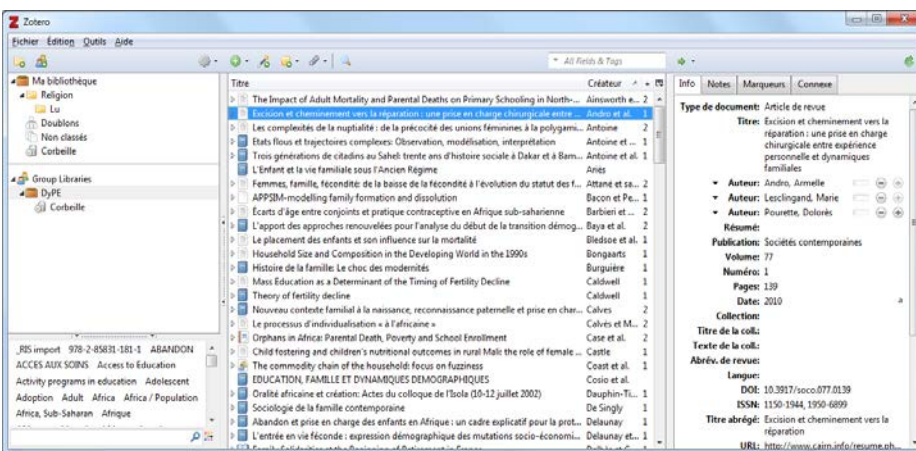 Zotero
Fichier Édition Outils Aide
All Fields & Tags
Ma bibliothèque
Religion
Lu
Doublons
Non classés
Corbeille
Group Libraries
DyPE
Corbeille
_RIS import 978-2-85831-181-1 ABANDON
ACCES AUX SOINS Access to Education
Activity programs in education Adolescent
Adoption Adult Africa Africa / Population
Africa, Sub-Saharan Afrique
Titre Créateur
The Impact of Adult Mortality and Parental Deaths on Primary Schooling in North-... Ainsworth e... 2
Excision et cheminement vers la réparation : une prise en charge chirurgicale entre ... Andro et al. 1
Les complexités de la nuptialité : de la précocité des unions féminines à la polygami... Antoine 2
Etats flous et trajectoires complexes: Observation, modélisation, interprétation Antoine et ... 1
Trois générations de citadins au Sahel: trente ans d'histoire sociale à Dakar et à Bam... Antoine et al. 1
L'Enfant et la vie familiale sous l'Ancien Régime Ariès
Femmes, famille, fécondité: de la baisse de la fécondité à l'évolution du statut des f... Attané et sa... 2
APPSIM-modelling family formation and dissolution Bacon et Pe... 1
Écarts d'âge entre conjoints et pratique contraceptive en Afrique sub-saharienne Barbieri et ... 2
L'apport des approches renouvelées pour l'analyse du début de la transition démog... Baya et al. 2
Le placement des enfants et son influence sur la mortalité Bledsoe et al. 1
Household Size and Composition in the Developing World in the 1990s Bongaarts 1
Histoire de la famille: Le choc des modernités Burguière 1
Mass Education as a Determinant of the Timing of Fertility Decline Caldwell 1
Theory of fertility decline Caldwell 1
Nouveau contexte familial à la naissance, reconnaissance paternelle et prise en char... Calves 2
Le processus d'individualisation « à l'africaine » Calvès et M... 2
Orphans in Africa: Parental Death, Poverty and School Enrollment Case et al. 2
Child fostering and children's nutritional outcomes in rural Mali: the role of female ... Castle 1
The commodity chain of the household: focus on fuzziness Coast et al. 1
EDUCATION, FAMILLE ET DYNAMIQUES DEMOGRAPHIQUES Cosio et al.
Oralité africaine et création: Actes du colloque de l'Isola (10-12 juillet 2002) Dauphin-Ti... 1
Sociologie de la famille contemporaine De Singly 1
Abandon et prise en charge des enfants en Afrique : un cadre explicatif pour la prot... Delaunay 1
L'entrée en vie féconde : expression démographique des mutations socio-économi... Delaunay et... 1
Info Notes Marqueurs Connexe
Type de document: Article de revue
Titre: Excision et cheminement vers la
réparation : une prise en charge
chirurgicale entre expérience
personnelle et dynamiques
familiales
Auteur: Andro, Armelle
Auteur: Lesclingand, Marie
Auteur: Pourette, Dolorès
Résumé:
Publication: Sociétés contemporaines
Volume: 77
Numéro: 1
Pages: 139
Date: 2010 a
Collection:
Titre de la coll.:
Texte de la coll.:
Abrév. de revue:
Langue:
DOI: 10.3917/soco.077.0139
ISSN: 1150-1944, 1950-6899
Titre abrégé: Excision et cheminement vers la
réparation
URL: http://www.cairn.info/resume.ph...